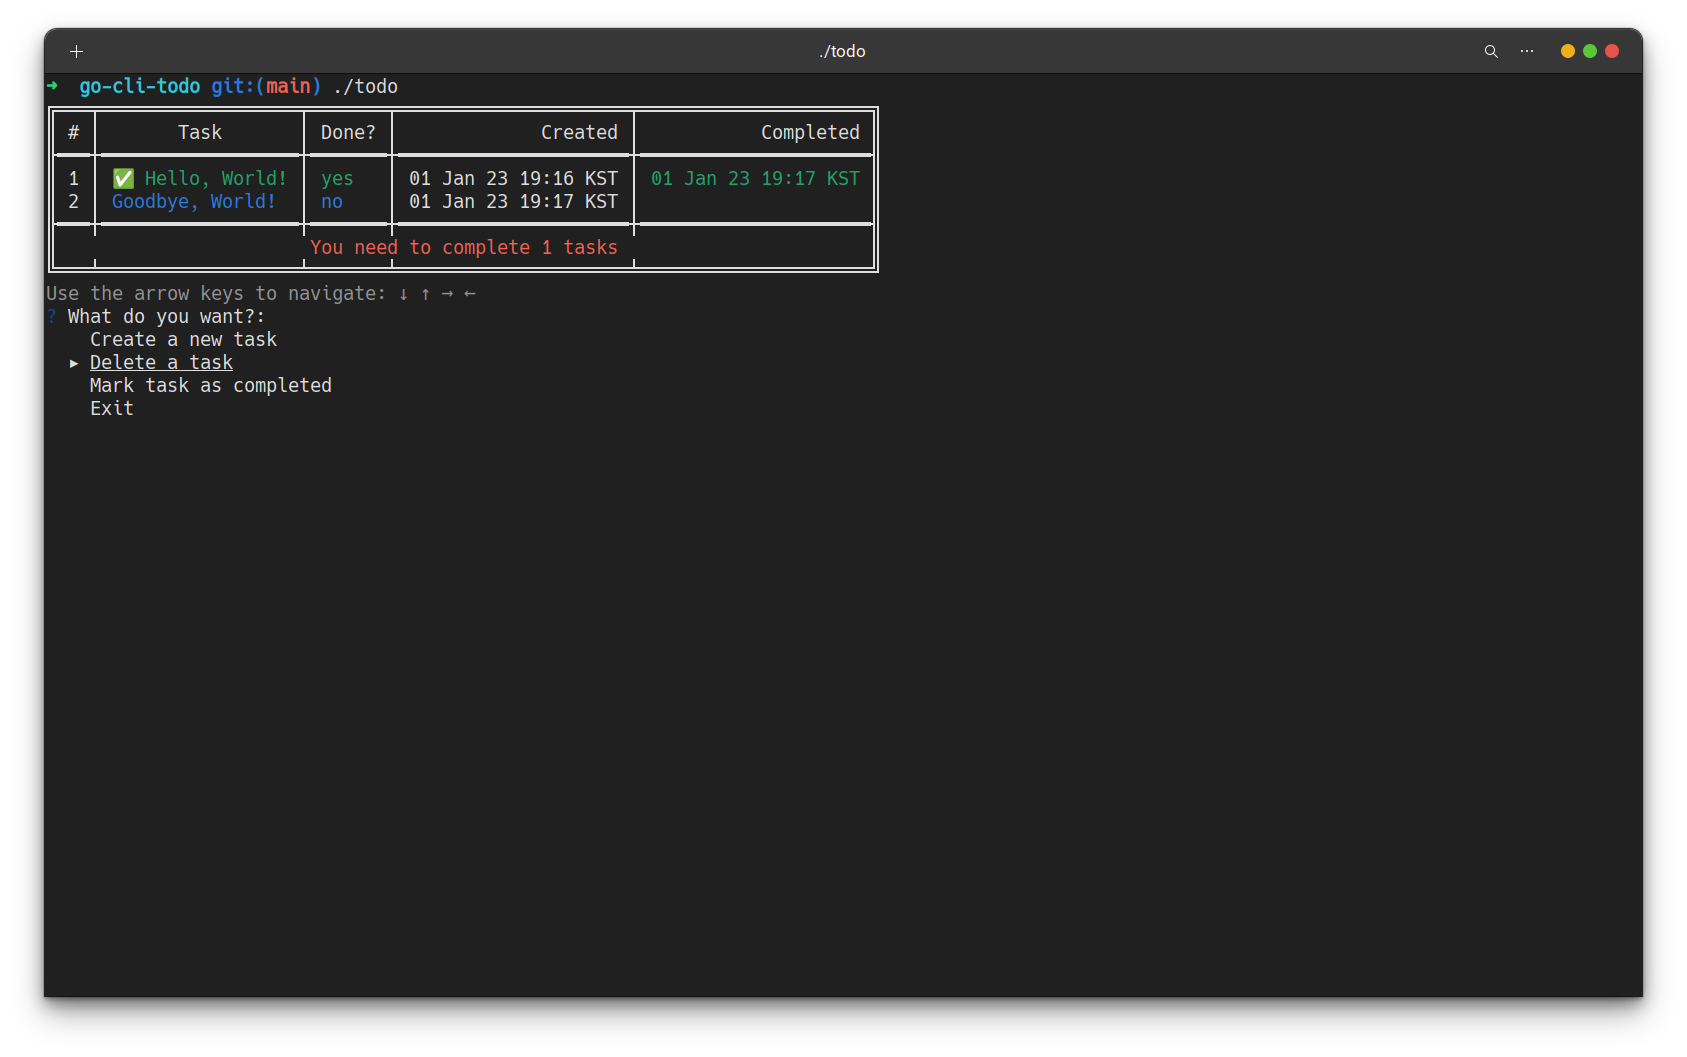 ./todo
➜ go-cli-todo git:(main) ./todo
# Task Done? Created Completed
1 ✅ Hello, World! yes 01 Jan 23 19:16 KST 01 Jan 23 19:17 KST
2 Goodbye, World! no 01 Jan 23 19:17 KST
You need to complete 1 tasks
Use the arrow keys to navigate: ↓ ↑ → ←
? What do you want?:
Create a new task
▸ Delete a task
Mark task as completed
Exit